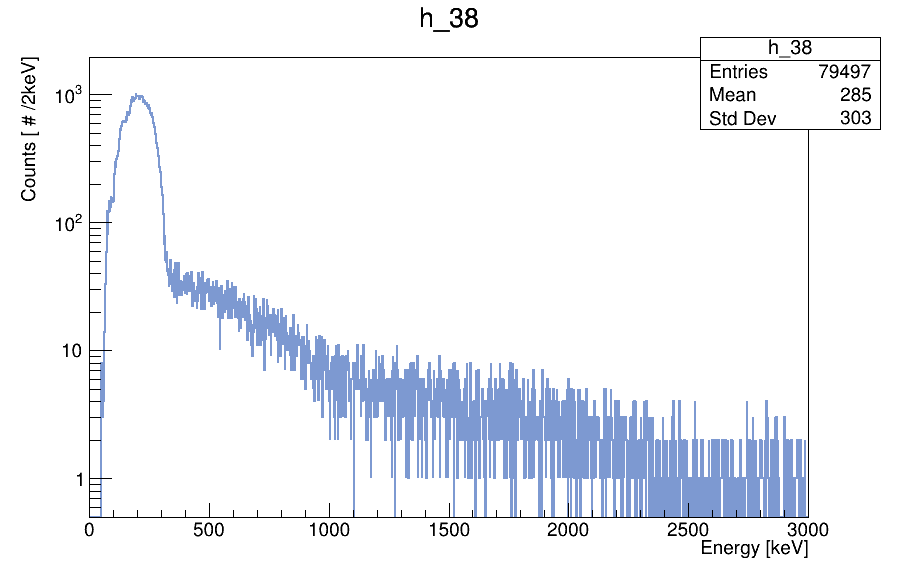 h_38
h_38
Entries 79497
Mean 285
Std Dev 303
Counts [ # /2keV]
10³
10²
10
1
0 500 1000 1500 2000 2500 3000
Energy [keV]